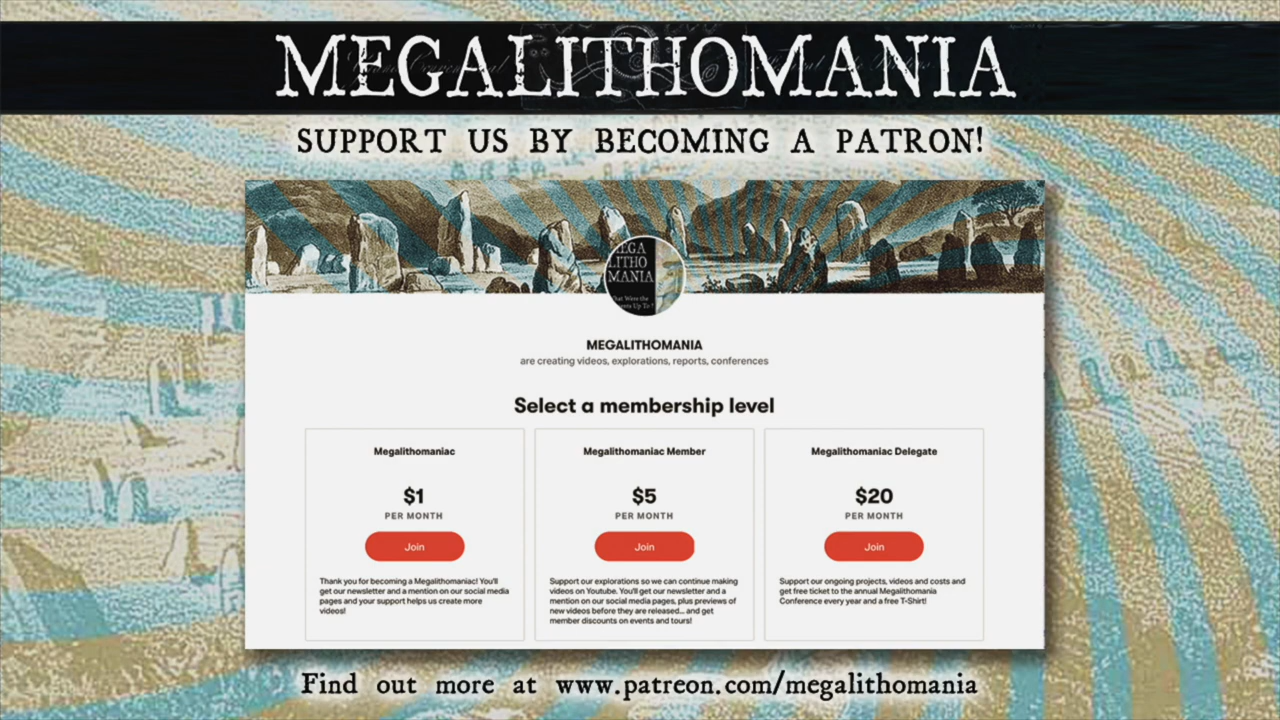 MEGALITHOMANIA
SUPPORT US BY BECOMING A PATRON!
MEGA
LITHO
MANIA
MEGALITHOMANIA
are creating videos, explorations, reports, conferences
Select a membership level
Megalithomaniac
$1
PER MONTH
Join
Thank you for becoming a Megalithomaniac! You'll
get our newsletter and a mention on our social media
pages and your support helps us create more
videos!
Megalithomaniac Member
$5
PER MONTH
Join
Support our explorations so we can continue making
videos on Youtube. You'll get our newsletter and a
mention on our social media pages, plus previews of
new videos before they are released... and get
member discounts on events and tours!
Megalithomaniac Delegate
$20
PER MONTH
Join
Support our ongoing projects, videos and costs and
get free ticket to the annual Megalithomania
Conference every year and a free T-Shirt!
Find out more at www.patreon.com/megalithomania